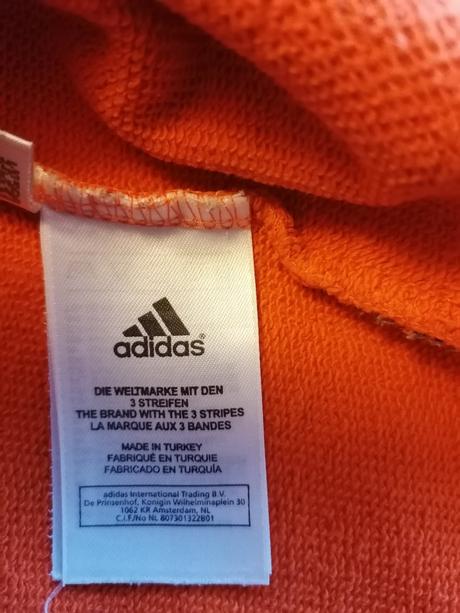 adidas®
DIE WELTMARKE MIT DEN
3 STREIFEN
THE BRAND WITH THE 3 STRIPES
LA MARQUE AUX 3 BANDES
MADE IN TURKEY
FABRIQUÉ EN TURQUIE
FABRICADO EN TURQUÍA
adidas International Trading B.V.
De Prinsenhof, Konigin Wilhelminaplein 30
1062 KR Amsterdam, NL
C.I.F/No NL 807301322B01